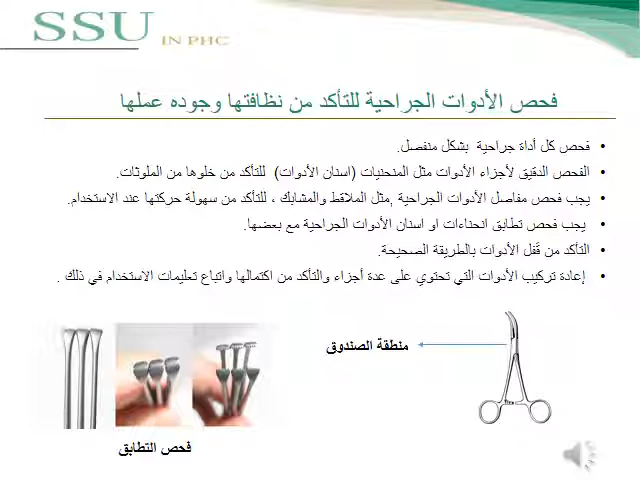 SSU IN PHC
فحص الأدوات الجراحية للتأكد من نظافتها وجوده عملها
• فحص كل أداة جراحية بشكل منفصل.
• الفحص الدقيق لأجزاء الأدوات مثل المنحنيات (اسنان الأدوات) للتأكد من خلوها من الملوثات.
• يجب فحص مفاصل الأدوات الجراحية ,مثل الملاقط والمشابك ، للتأكد من سهولة حركتها عند الاستخدام.
• يجب فحص تطابق انحناءات او اسنان الأدوات الجراحية مع بعضها.
• التأكد من قَفل الأدوات بالطريقة الصحيحة.
• إعادة تركيب الأدوات التي تحتوي على عدة أجزاء والتأكد من اكتمالها واتباع تعليمات الاستخدام في ذلك .
منطقة الصندوق
فحص التطابق